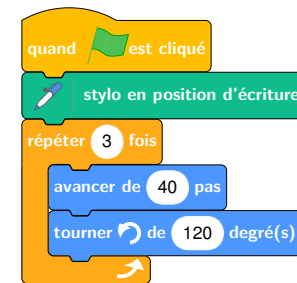 quand est cliqué
stylo en position d'écriture
répéter 3 fois
avancer de 40 pas
tourner de 120 degré(s)